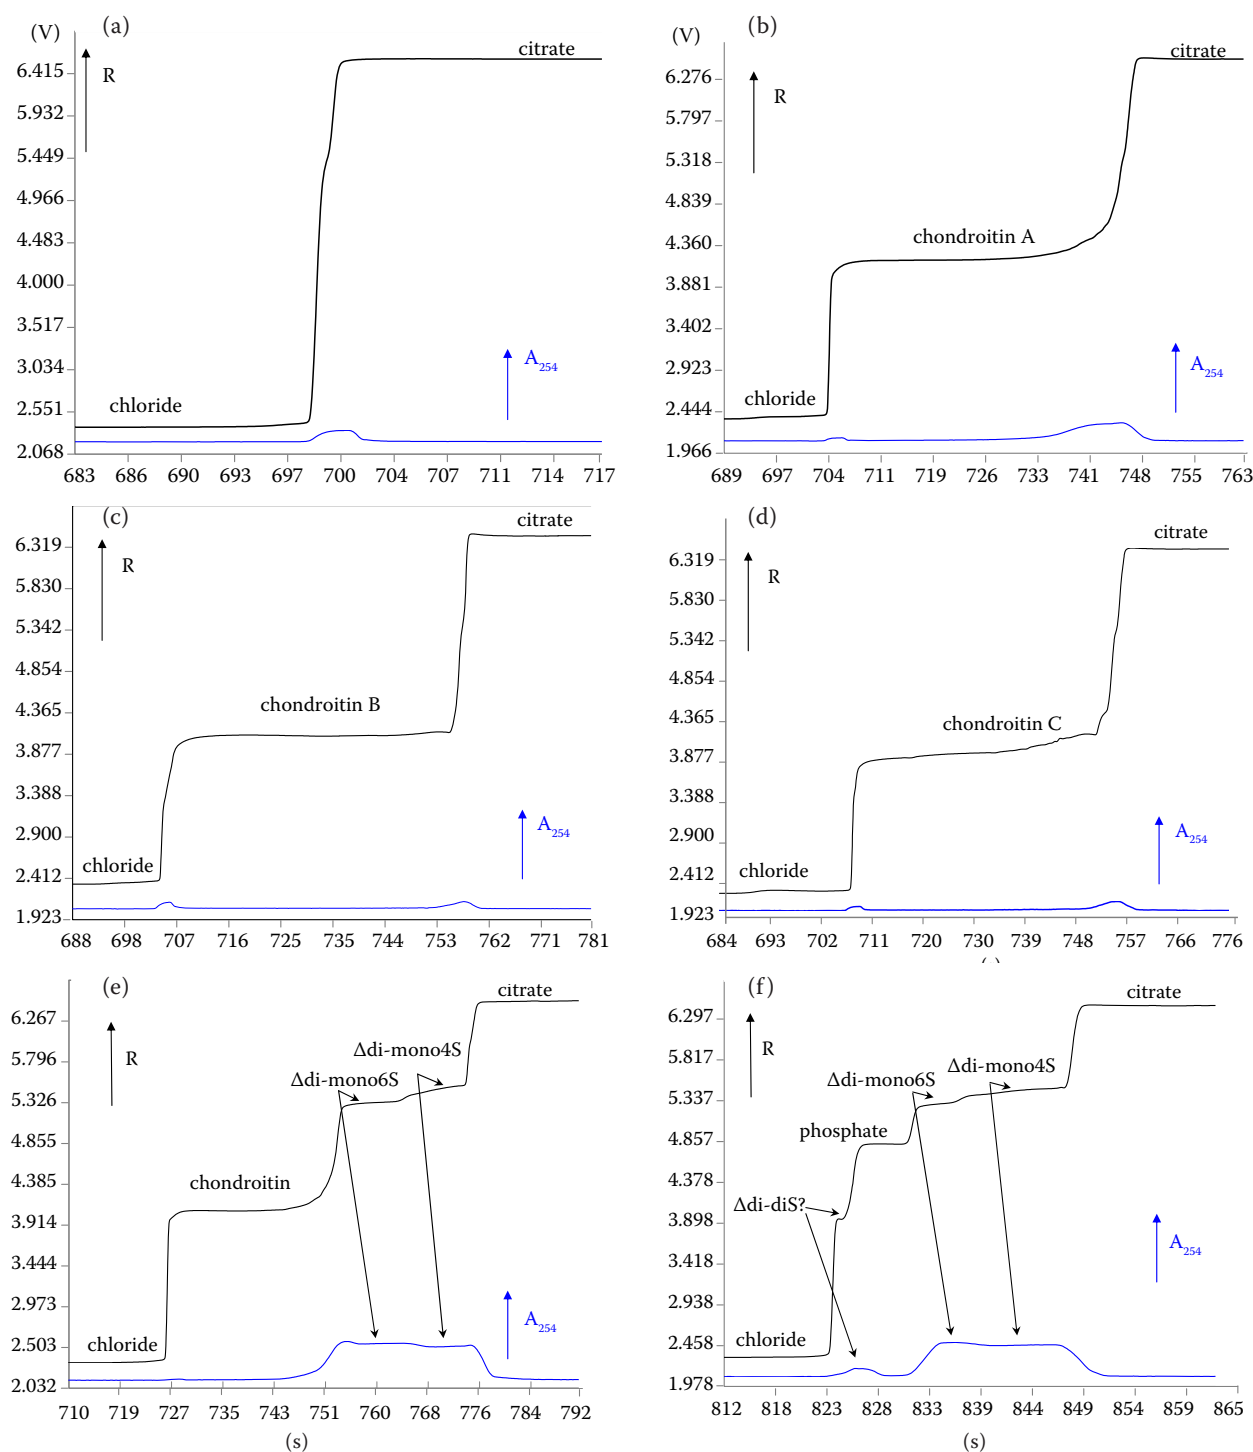 (V)
(a)
citrate
R
6.415
5.932
5.449
4.966
4.483
4.000
3.517
3.034
2.551
2.068
chloride
A254
683 686 690 693 697 700 704 707 711 714 717
(V)
(b)
citrate
R
6.276
5.797
5.318
4.839
4.360
3.881
3.402
2.923
2.444
1.966
chondroitin A
chloride
A254
689 697 704 711 719 726 733 741 748 755 763
(c)
citrate
R
6.319
5.830
5.342
4.854
4.365
3.877
3.388
2.900
2.412
1.923
chondroitin B
chloride
A254
688 698 707 716 725 735 744 753 762 771 781
(d)
citrate
R
6.319
5.830
5.342
4.854
4.365
3.877
3.388
2.900
2.412
1.923
chondroitin C
chloride
A254
684 693 702 711 720 730 739 748 757 766 776
(e)
citrate
R
6.267
5.796
5.326
4.855
4.385
3.914
3.444
2.973
2.503
2.032
Δdi-mono4S
Δdi-mono6S
chondroitin
chloride
A254
710 719 727 735 743 751 760 768 776 784 792
(s)
(f)
citrate
R
6.297
5.817
5.337
4.857
4.378
3.898
3.418
2.938
2.458
1.978
Δdi-mono4S
Δdi-mono6S
phosphate
Δdi-diS?
chloride
A254
812 818 823 828 833 839 844 849 854 859 865
(s)